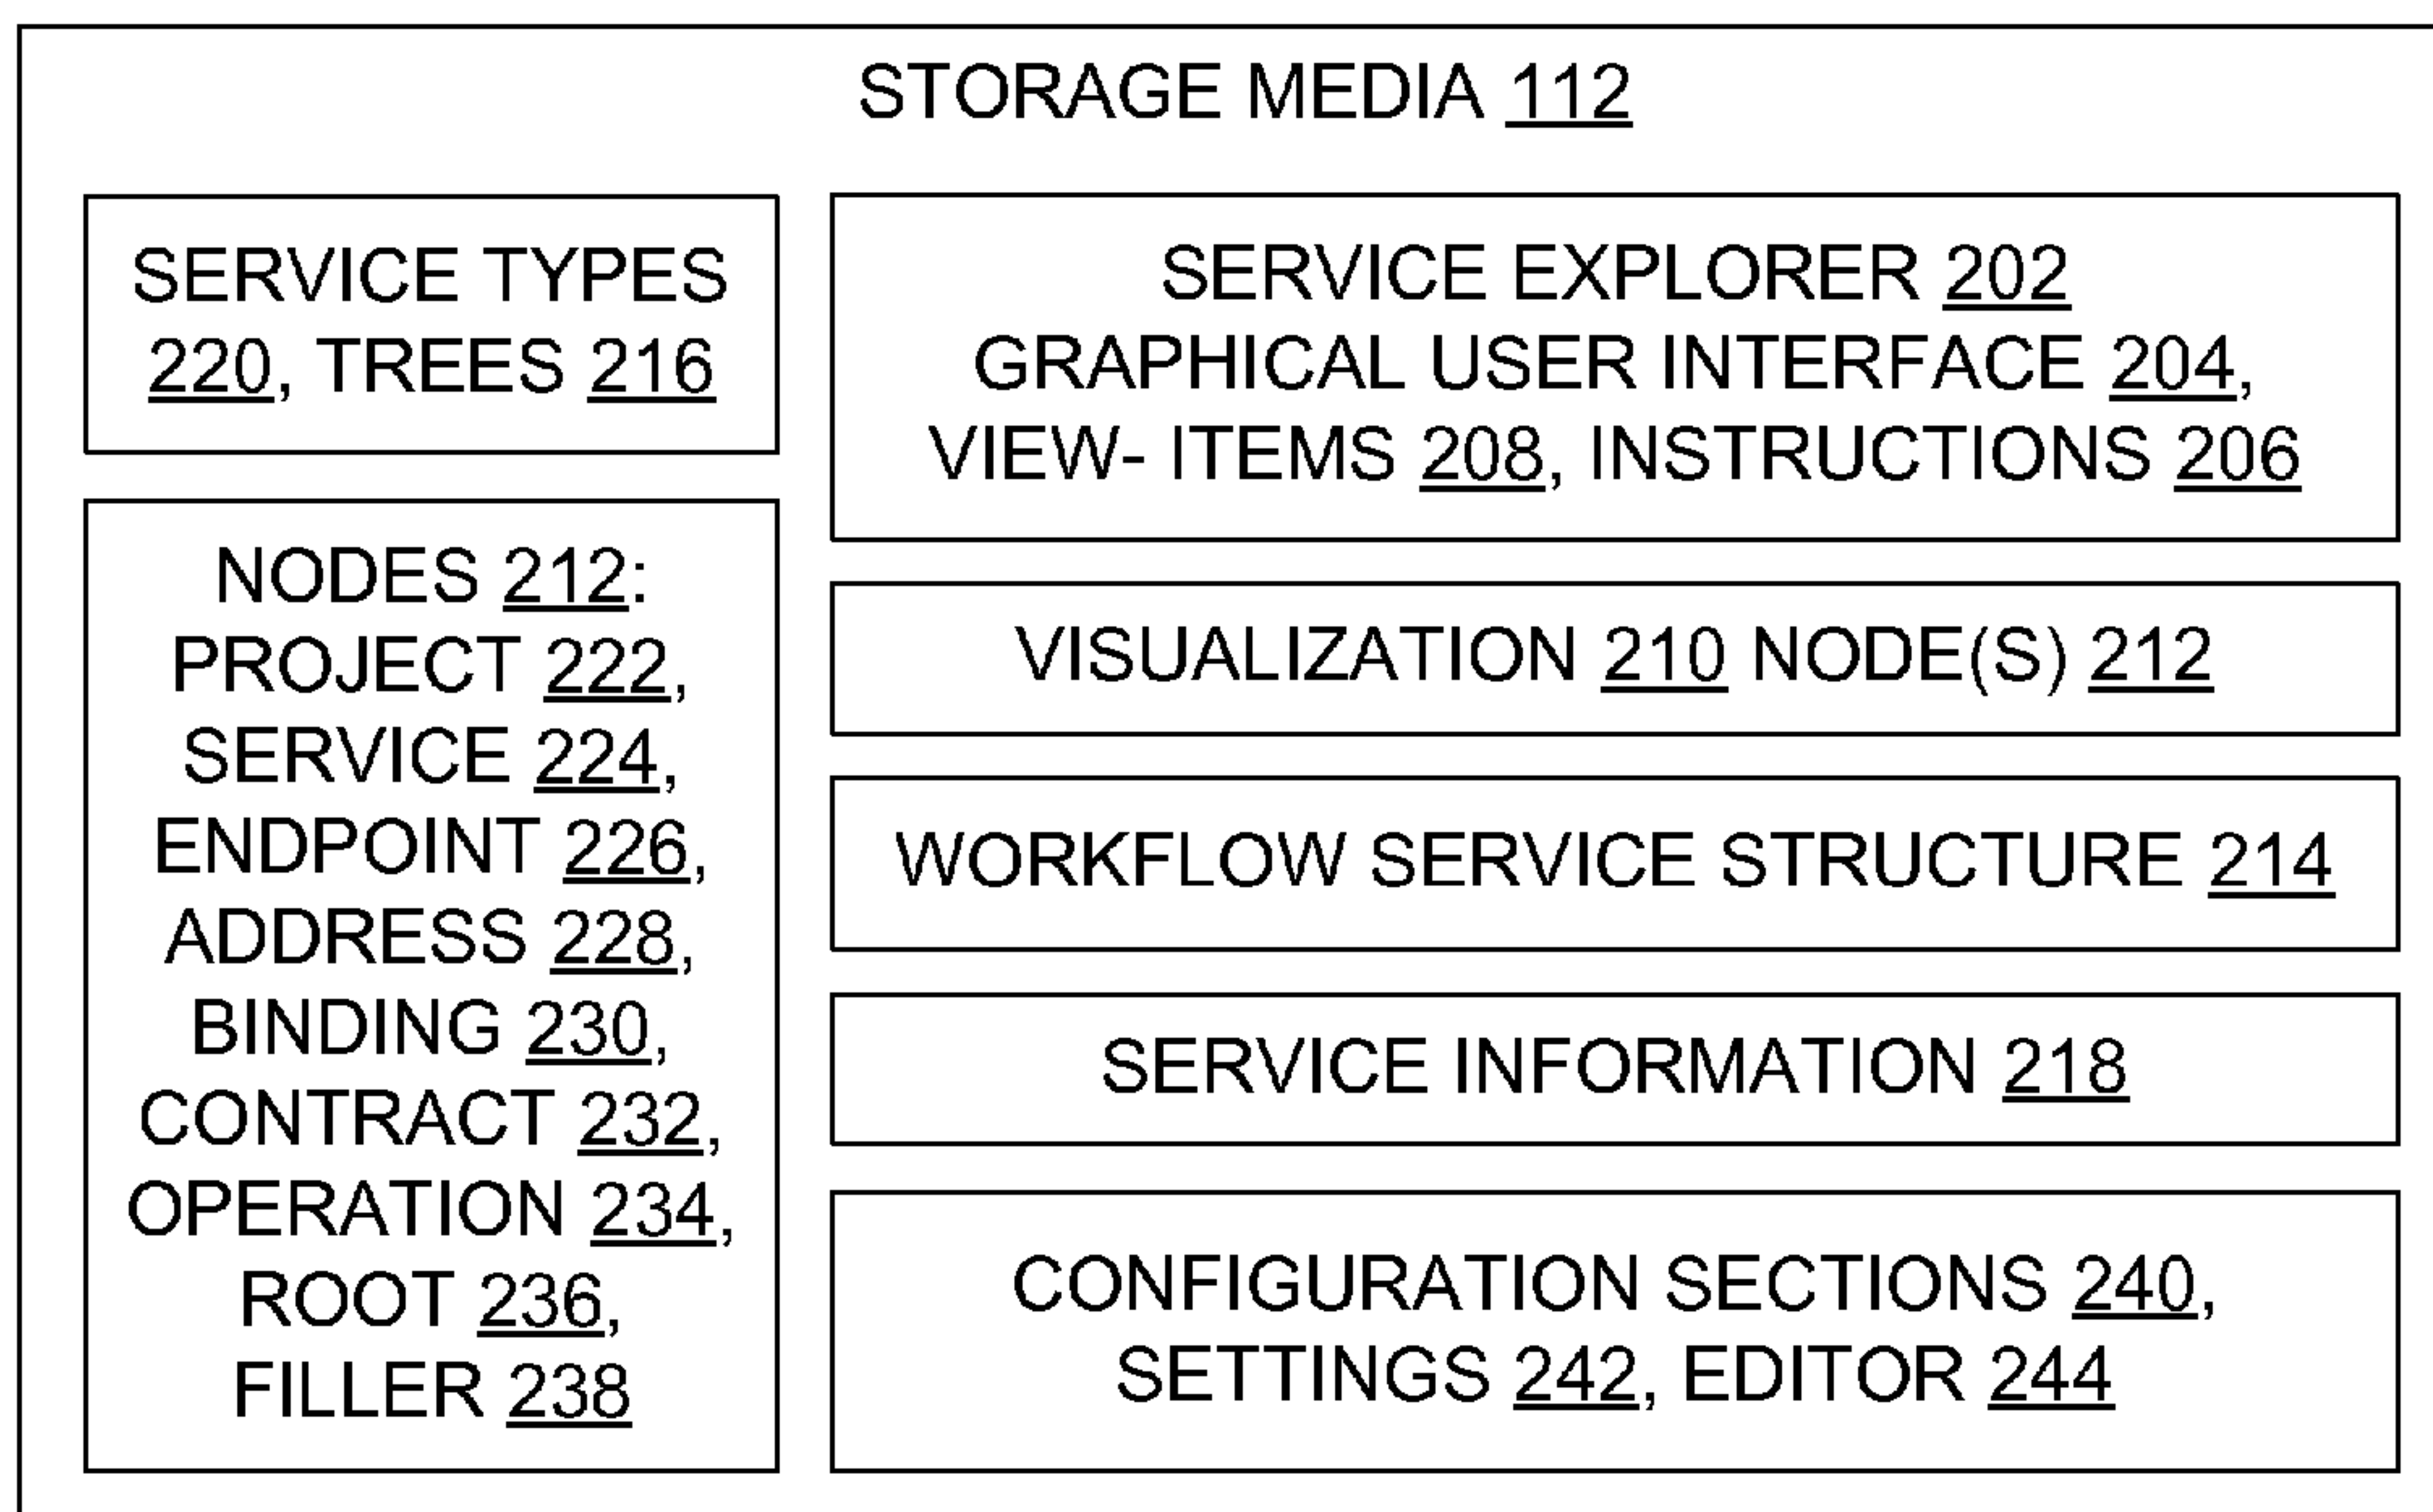 STORAGE MEDIA 112
SERVICE TYPES
220, TREES 216
NODES 212:
PROJECT 222,
SERVICE 224,
ENDPOINT 226,
ADDRESS 228,
BINDING 230,
CONTRACT 232,
OPERATION 234,
ROOT 236,
FILLER 238
SERVICE EXPLORER 202
GRAPHICAL USER INTERFACE 204,
VIEW- ITEMS 208, INSTRUCTIONS 206
VISUALIZATION 210 NODE(S) 212
WORKFLOW SERVICE STRUCTURE 214
SERVICE INFORMATION 218
CONFIGURATION SECTIONS 240,
SETTINGS 242, EDITOR 244